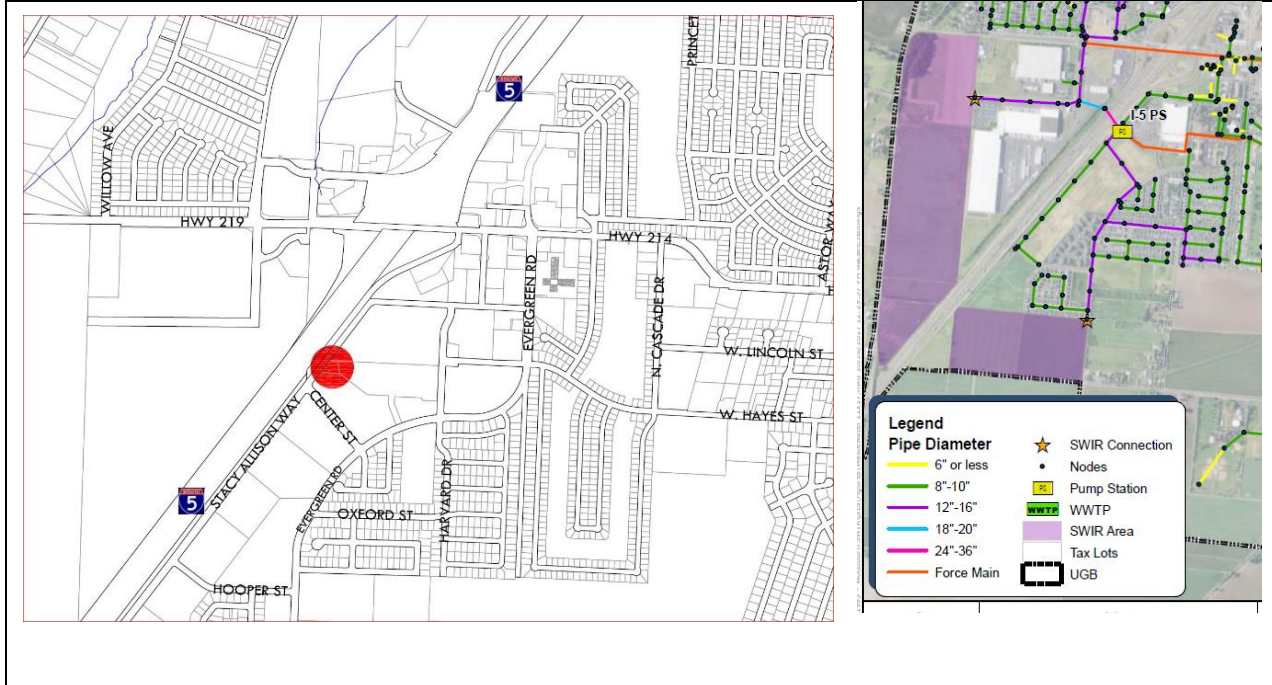 5
PRINCE
WILLOW AVE
HWY 219
HWY 214
ASTOR WAY
EVERGREEN RD
N. CASCADE DR
W. LINCOLN ST
W. HAYES ST
CENTER ST
STACY ALLISON WAY
5
EVERGREEN RD
HARVARD DR
OXFORD ST
HOOPER ST
I-5 PS
PS
Legend
Pipe Diameter
6" or less
8"-10"
12"-16"
18"-20"
24"-36"
Force Main
SWIR Connection
Nodes
PS Pump Station
WWTP WWTP
SWIR Area
Tax Lots
UGB